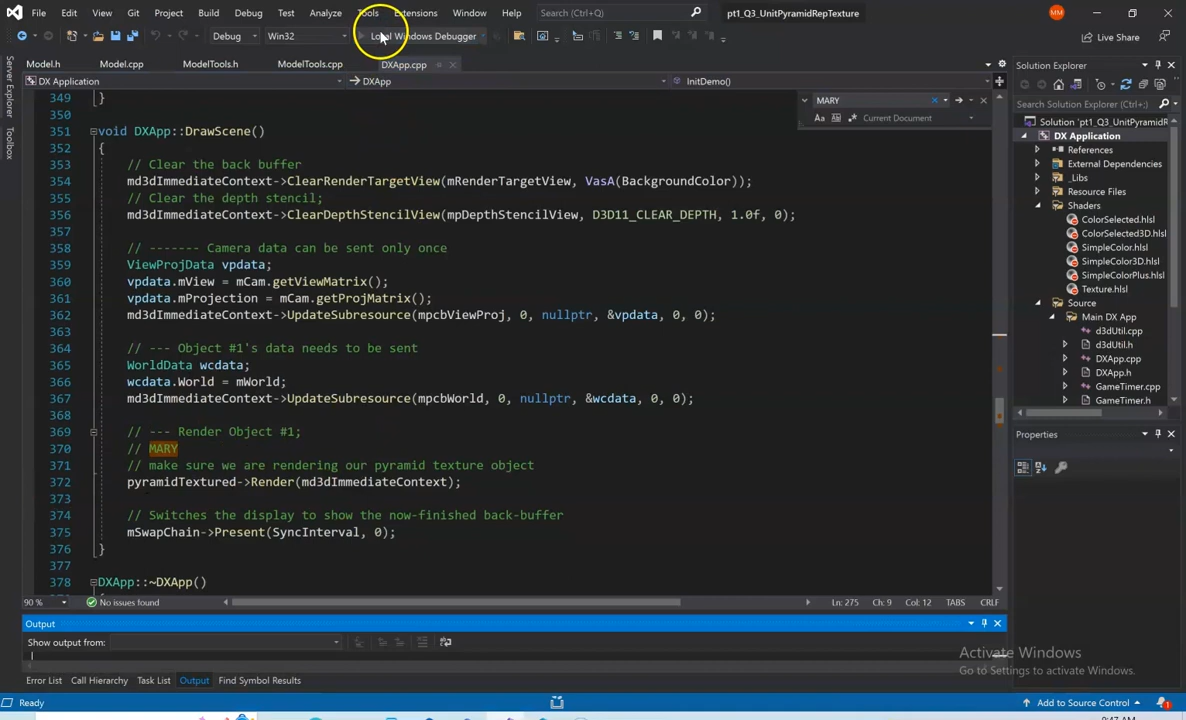 File Edit View Git Project Build Debug Test Analyze Tools Extensions Window Help Search (Ctrl+Q) pt1_Q3_UnitPyramidRepTexture MM
Debug Win32 Local Windows Debugger Live Share
Server Explorer
Toolbox
Model.h Model.cpp ModelTools.h ModelTools.cpp DXApp.cpp
DX Application DXApp InitDemo()
MARY
Aa Current Document
349 }
350
351 void DXApp::DrawScene()
352 {
353 // Clear the back buffer
354 md3dImmediateContext->ClearRenderTargetView(mRenderTargetView, VasA(BackgroundColor));
355 // Clear the depth stencil;
356 md3dImmediateContext->ClearDepthStencilView(mpDepthStencilView, D3D11_CLEAR_DEPTH, 1.0f, 0);
357
358 // ------- Camera data can be sent only once
359 ViewProjData vpdata;
360 vpdata.mView = mCam.getViewMatrix();
361 vpdata.mProjection = mCam.getProjMatrix();
362 md3dImmediateContext->UpdateSubresource(mpcbViewProj, 0, nullptr, &vpdata, 0, 0);
363
364 // --- Object #1's data needs to be sent
365 WorldData wcdata;
366 wcdata.World = mWorld;
367 md3dImmediateContext->UpdateSubresource(mpcbWorld, 0, nullptr, &wcdata, 0, 0);
368
369 // --- Render Object #1;
370 // MARY
371 // make sure we are rendering our pyramid texture object
372 pyramidTextured->Render(md3dImmediateContext);
373
374 // Switches the display to show the now-finished back-buffer
375 mSwapChain->Present(SyncInterval, 0);
376 }
377
378 DXApp::~DXApp()
90 % No issues found Ln: 275 Ch: 9 Col: 12 TABS CRLF
Output
Show output from:
Error List Call Hierarchy Task List Output Find Symbol Results
Solution Explorer
Search Solution Explorer (Ctrl+;)
Solution 'pt1_Q3_UnitPyramidR
DX Application
References
External Dependencies
_Libs
Resource Files
Shaders
ColorSelected.hlsl
ColorSelected3D.hlsl
SimpleColor.hlsl
SimpleColor3D.hlsl
SimpleColorPlus.hlsl
Texture.hlsl
Source
Main DX App
d3dUtil.cpp
d3dUtil.h
DXApp.cpp
DXApp.h
GameTimer.cpp
GameTimer.h
Properties
Activate Windows
Go to Settings to activate Windows.
Ready Add to Source Control 1